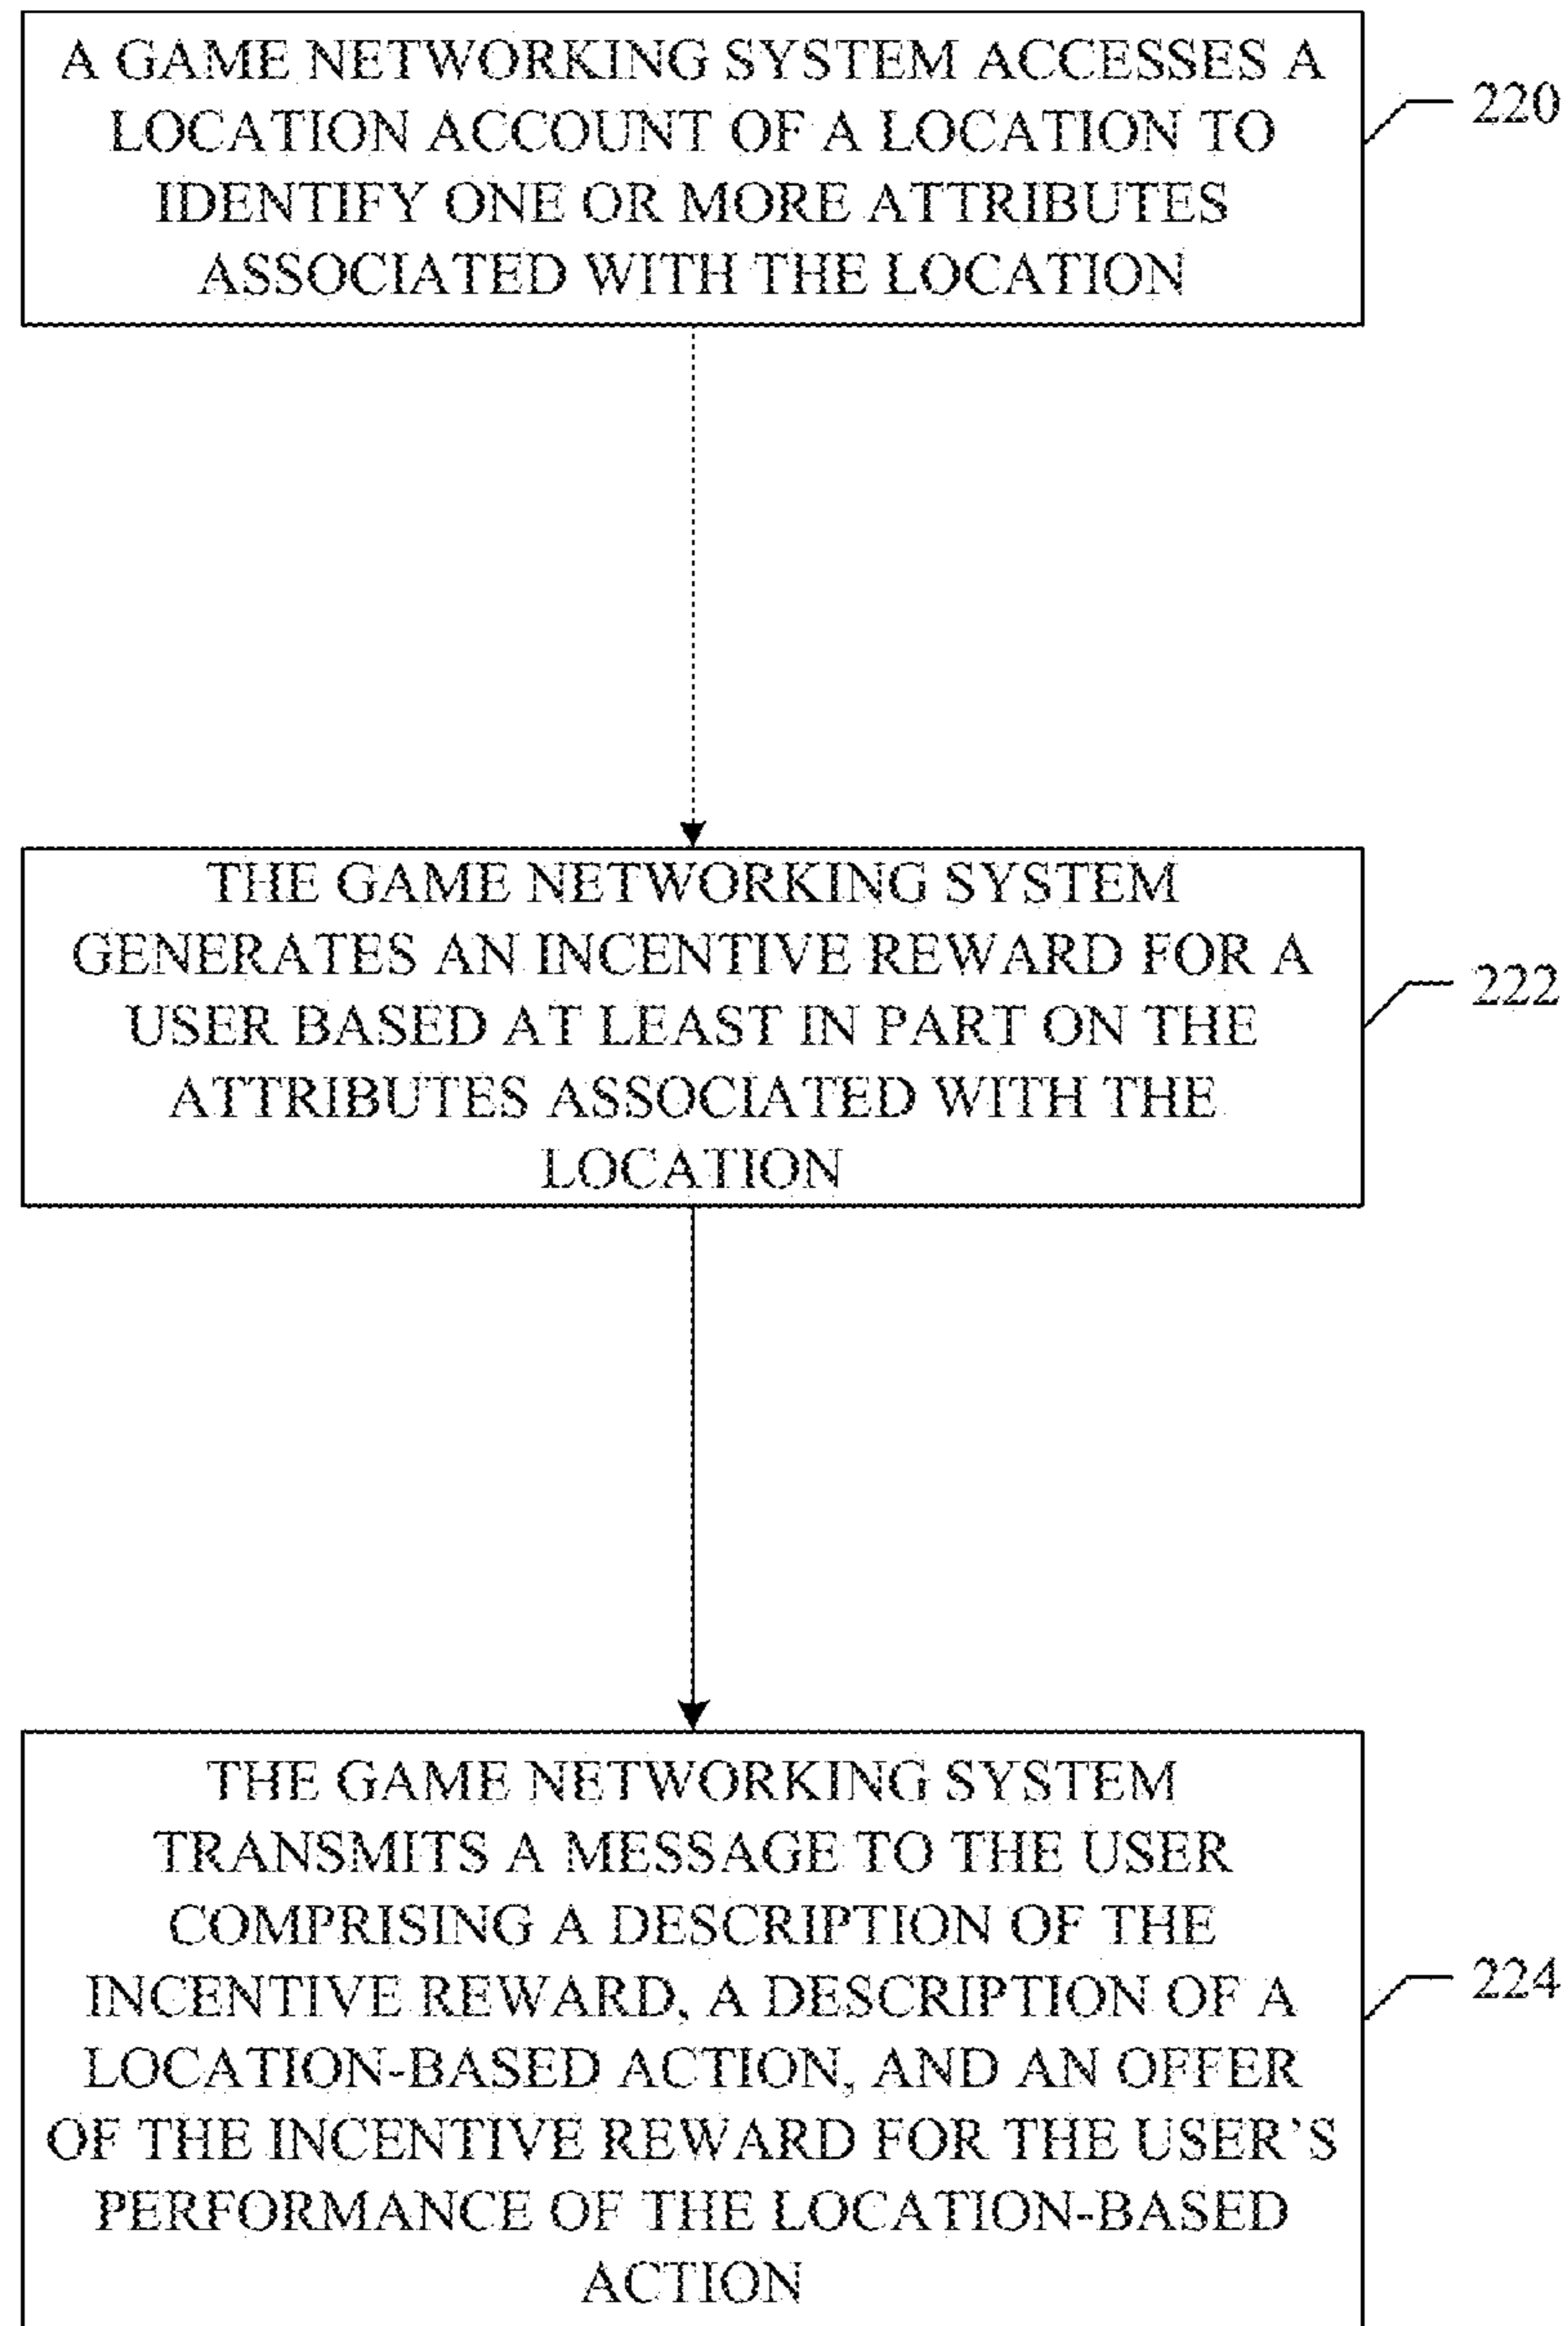 A GAME NETWORKING SYSTEM ACCESSES A
LOCATION ACCOUNT OF A LOCATION TO
IDENTIFY ONE OR MORE ATTRIBUTES
ASSOCIATED WITH THE LOCATION
220
THE GAME NETWORKING SYSTEM
GENERATES AN INCENTIVE REWARD FOR A
USER BASED AT LEAST IN PART ON THE
ATTRIBUTES ASSOCIATED WITH THE
LOCATION
222
THE GAME NETWORKING SYSTEM
TRANSMITS A MESSAGE TO THE USER
COMPRISING A DESCRIPTION OF THE
INCENTIVE REWARD, A DESCRIPTION OF A
LOCATION-BASED ACTION, AND AN OFFER
OF THE INCENTIVE REWARD FOR THE USER'S
PERFORMANCE OF THE LOCATION-BASED
ACTION
224